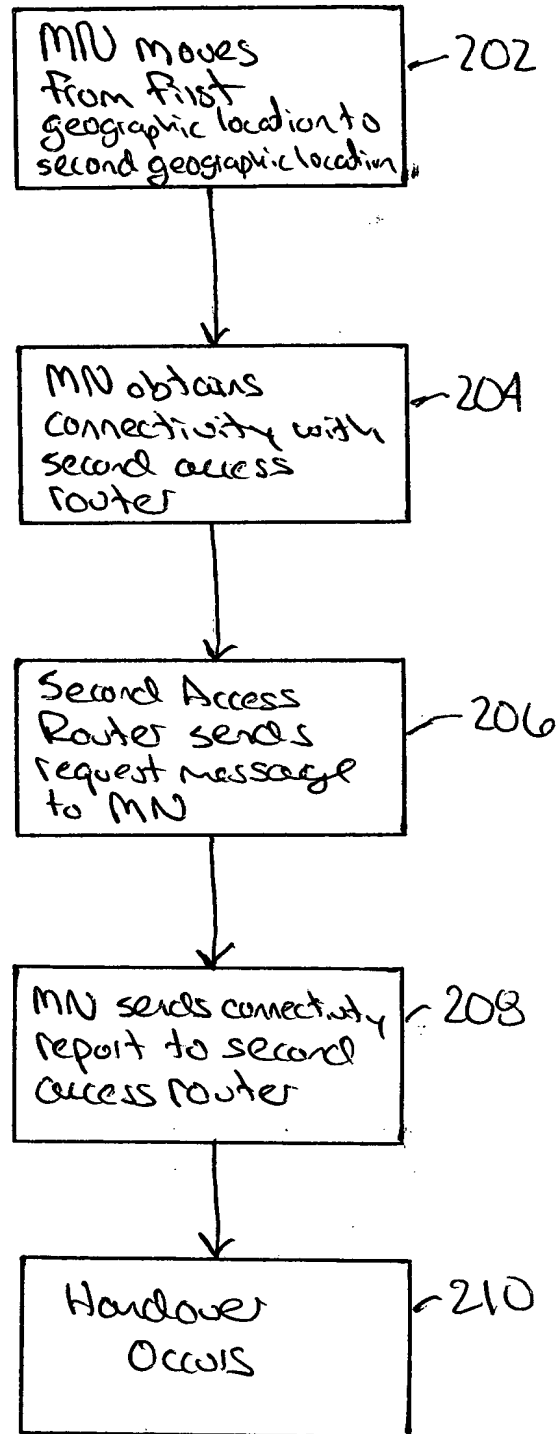 MN moves
from first
geographic location to
second geographic location
202
MN obtains
connectivity with
second access
router
204
Second Access
Router sends
request message
to MN
206
MN sends connectivity
report to second
access router
208
Handover
Occurs
210